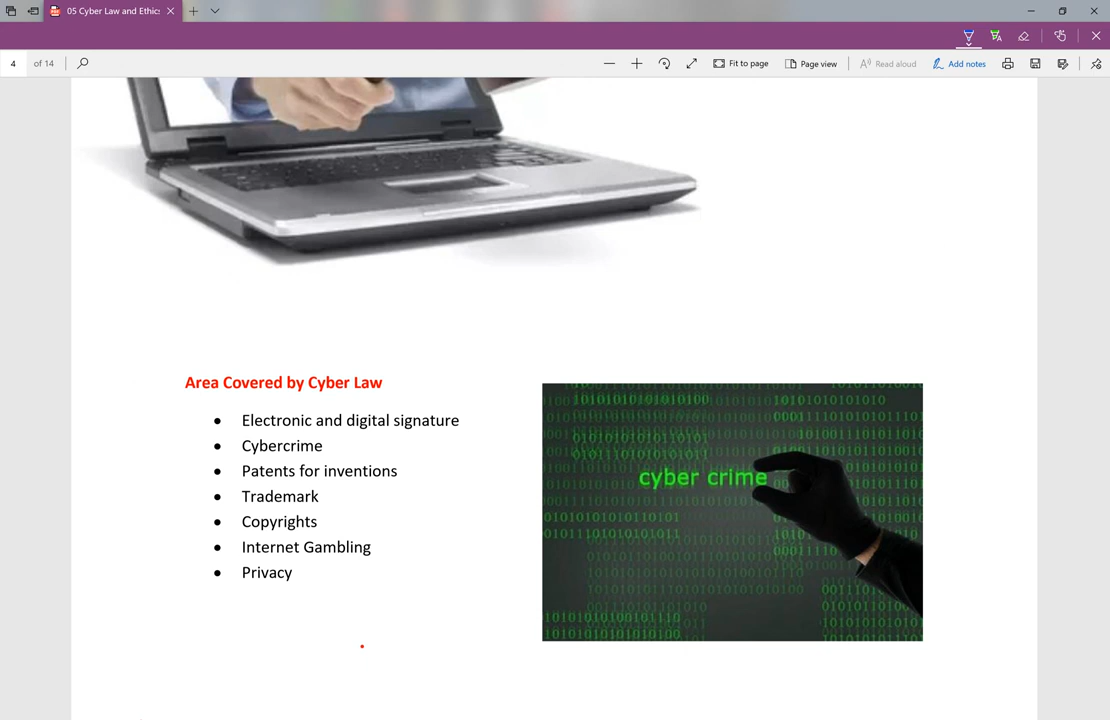 05 Cyber Law and Ethic
4 of 14
Fit to page
Page view
Read aloud
Add notes
Area Covered by Cyber Law
• Electronic and digital signature
• Cybercrime
• Patents for inventions
• Trademark
• Copyrights
• Internet Gambling
• Privacy
cyber crime